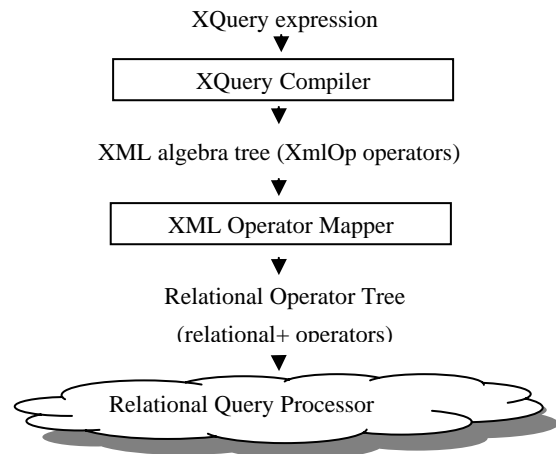 XQuery expression
XQuery Compiler
XML algebra tree (XmlOp operators)
XML Operator Mapper
Relational Operator Tree
(relational+ operators)
Relational Query Processor